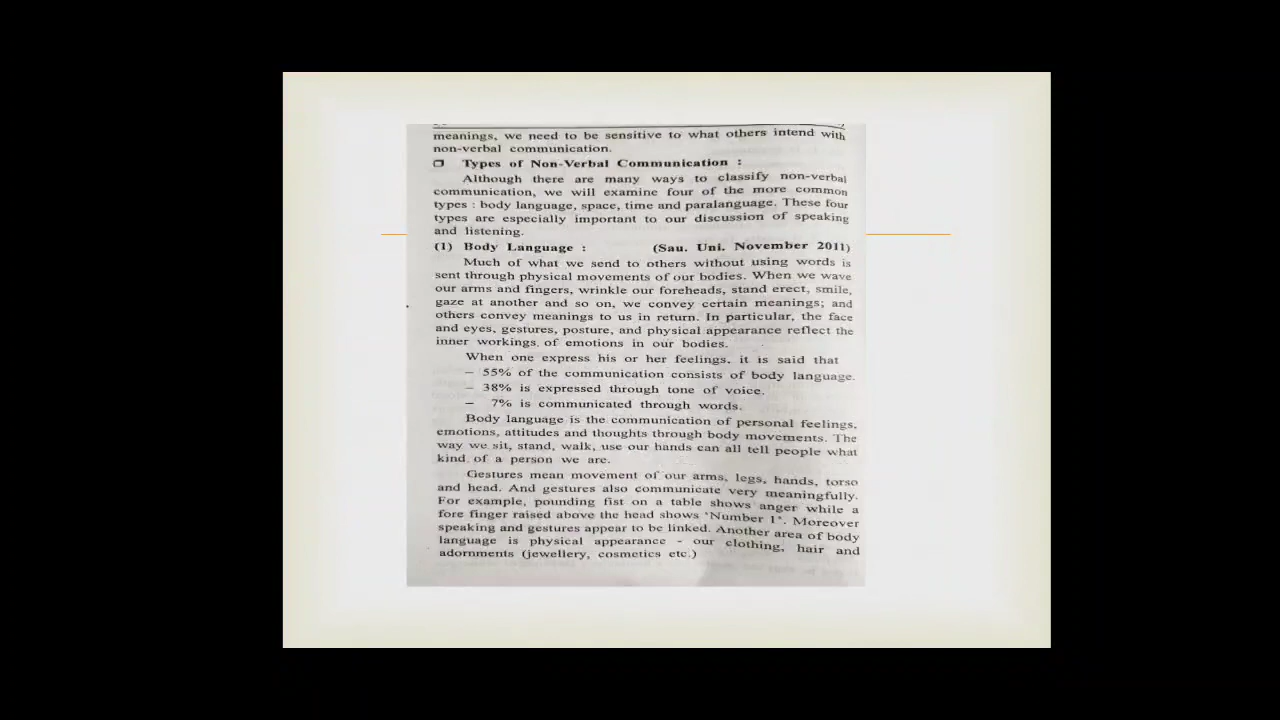 meanings, we need to be sensitive to what others intend with
non-verbal communication.
❒ Types of Non-Verbal Communication :
Although there are many ways to classify non-verbal
communication, we will examine four of the more common
types : body language, space, time and paralanguage. These four
types are especially important to our discussion of speaking
and listening.
(1) Body Language : (Sau. Uni. November 2011)
Much of what we send to others without using words is
sent through physical movements of our bodies. When we wave
our arms and fingers, wrinkle our foreheads, stand erect, smile,
gaze at another and so on, we convey certain meanings; and
others convey meanings to us in return. In particular, the face
and eyes, gestures, posture, and physical appearance reflect the
inner workings of emotions in our bodies.
When one express his or her feelings, it is said that
– 55% of the communication consists of body language.
– 38% is expressed through tone of voice.
– 7% is communicated through words.
Body language is the communication of personal feelings,
emotions, attitudes and thoughts through body movements. The
way we sit, stand, walk, use our hands can all tell people what
kind of a person we are.
Gestures mean movement of our arms, legs, hands, torso
and head. And gestures also communicate very meaningfully.
For example, pounding fist on a table shows anger while a
fore finger raised above the head shows 'Number 1'. Moreover
speaking and gestures appear to be linked. Another area of body
language is physical appearance - our clothing, hair and
adornments (jewellery, cosmetics etc.)